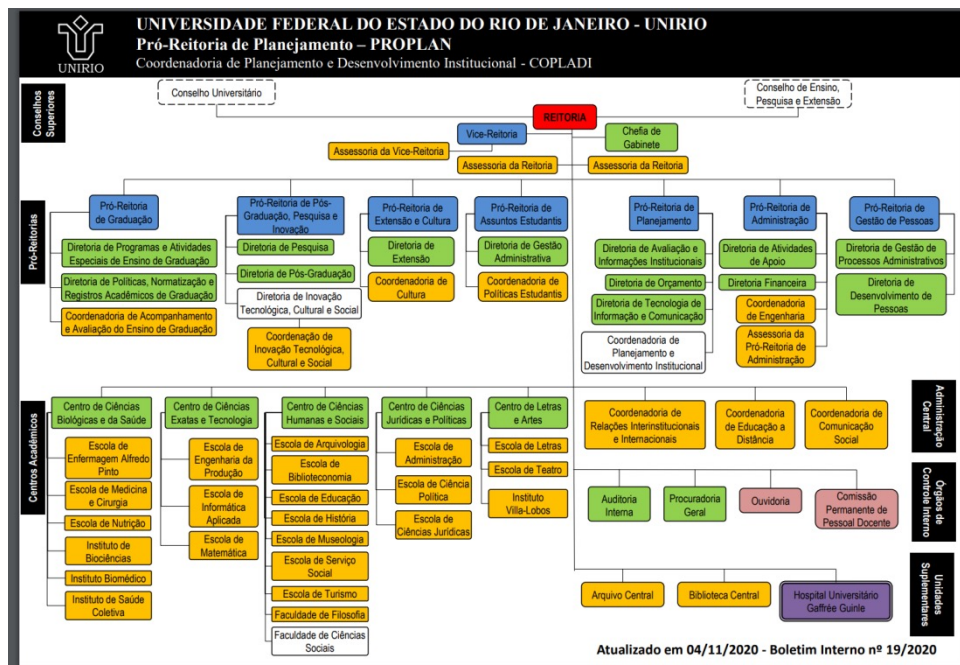 UNIVERSIDADE FEDERAL DO ESTADO DO RIO DE JANEIRO - UNIRIO
Pró-Reitoria de Planejamento – PROPLAN
Coordenadoria de Planejamento e Desenvolvimento Institucional - COPLADI
UNIRIO
Conselhos
Superiores
Conselho Universitário
Conselho de Ensino,
Pesquisa e Extensão
REITORIA
Vice-Reitoria
Chefia de
Gabinete
Assessoria da Vice-Reitoria
Assessoria da Reitoria
Assessoria da Reitoria
Pró-Reitorias
Pró-Reitoria
de Graduação
Diretoria de Programas e Atividades
Especiais de Ensino de Graduação
Diretoria de Políticas, Normatização e
Registros Acadêmicos de Graduação
Coordenadoria de Acompanhamento
e Avaliação do Ensino de Graduação
Pró-Reitoria de Pós-
Graduação, Pesquisa e
Inovação
Diretoria de Pesquisa
Diretoria de Pós-Graduação
Diretoria de Inovação
Tecnológica, Cultural e Social
Coordenação de
Inovação Tecnológica,
Cultural e Social
Pró-Reitoria de
Extensão e Cultura
Diretoria de
Extensão
Coordenadoria de
Cultura
Pró-Reitoria de
Assuntos Estudantis
Diretoria de Gestão
Administrativa
Coordenadoria de
Políticas Estudantis
Pró-Reitoria de
Planejamento
Diretoria de Avaliação e
Informações Institucionais
Diretoria de Orçamento
Diretoria de Tecnologia de
Informação e Comunicação
Coordenadoria de
Planejamento e
Desenvolvimento Institucional
Pró-Reitoria de
Administração
Diretoria de Atividades
de Apoio
Diretoria Financeira
Coordenadoria
de Engenharia
Assessoria da
Pró-Reitoria de
Administração
Pró-Reitoria de
Gestão de Pessoas
Diretoria de Gestão de
Processos Administrativos
Diretoria de
Desenvolvimento de
Pessoas
Centros Acadêmicos
Centro de Ciências
Biológicas e da Saúde
Escola de
Enfermagem Alfredo
Pinto
Escola de Medicina e
Cirurgia
Escola de Nutrição
Instituto de
Biociências
Instituto Biomédico
Instituto de Saúde
Coletiva
Centro de Ciências
Exatas e Tecnologia
Escola de
Engenharia da
Produção
Escola de
Informática
Aplicada
Escola de
Matemática
Centro de Ciências
Humanas e Sociais
Escola de Arquivologia
Escola de
Biblioteconomia
Escola de Educação
Escola de História
Escola de Museologia
Escola de Serviço
Social
Escola de Turismo
Faculdade de Filosofia
Faculdade de Ciências
Sociais
Centro de Ciências
Jurídicas e Políticas
Escola de
Administração
Escola de Ciência
Política
Escola de
Ciências Jurídicas
Centro de Letras
e Artes
Escola de Letras
Escola de Teatro
Instituto
Villa-Lobos
Coordenadoria de
Relações Interinstitucionais
e Internacionais
Coordenadoria
de Educação a
Distância
Coordenadoria de
Comunicação
Social
Administração
Central
Auditoria
Interna
Procuradoria
Geral
Ouvidoria
Comissão
Permanente de
Pessoal Docente
Órgãos de
Controle Interno
Arquivo Central
Biblioteca Central
Hospital Universitário
Gaffrée Guinle
Unidades
Suplementares
Atualizado em 04/11/2020 - Boletim Interno nº 19/2020